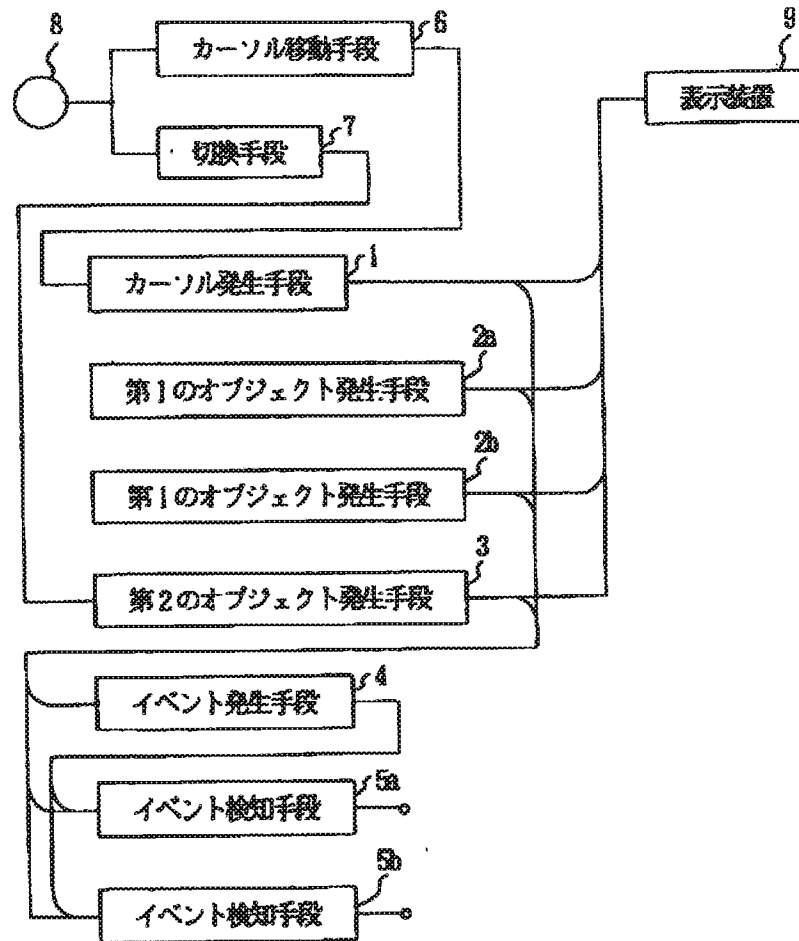 8
6
カーソル移動手段
9
表示装置
7
切換手段
1
カーソル発生手段
2a
第1のオブジェクト発生手段
2b
第1のオブジェクト発生手段
3
第2のオブジェクト発生手段
4
イベント発生手段
5a
イベント検知手段
5b
イベント検知手段